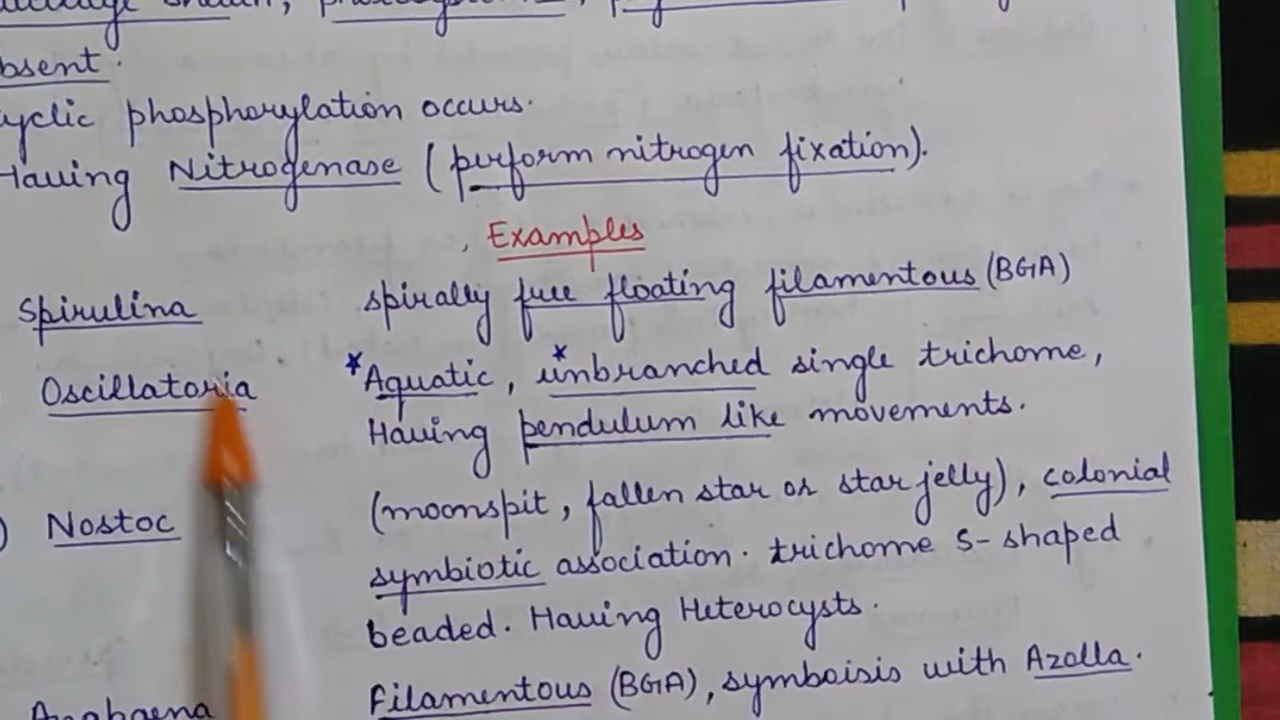 absent.
cyclic phosphorylation occurs.
Having Nitrogenase (perform nitrogen fixation).
Examples
Spirulina spirally free floating filamentous (BGA)
Oscillatoria *Aquatic, *unbranched single trichome,
Having pendulum like movements.
) Nostoc (moonspit, fallen star or star jelly), colonial
symbiotic association. trichome S-shaped
beaded. Having Heterocysts.
Anabaena Filamentous (BGA), symboisis with Azolla.